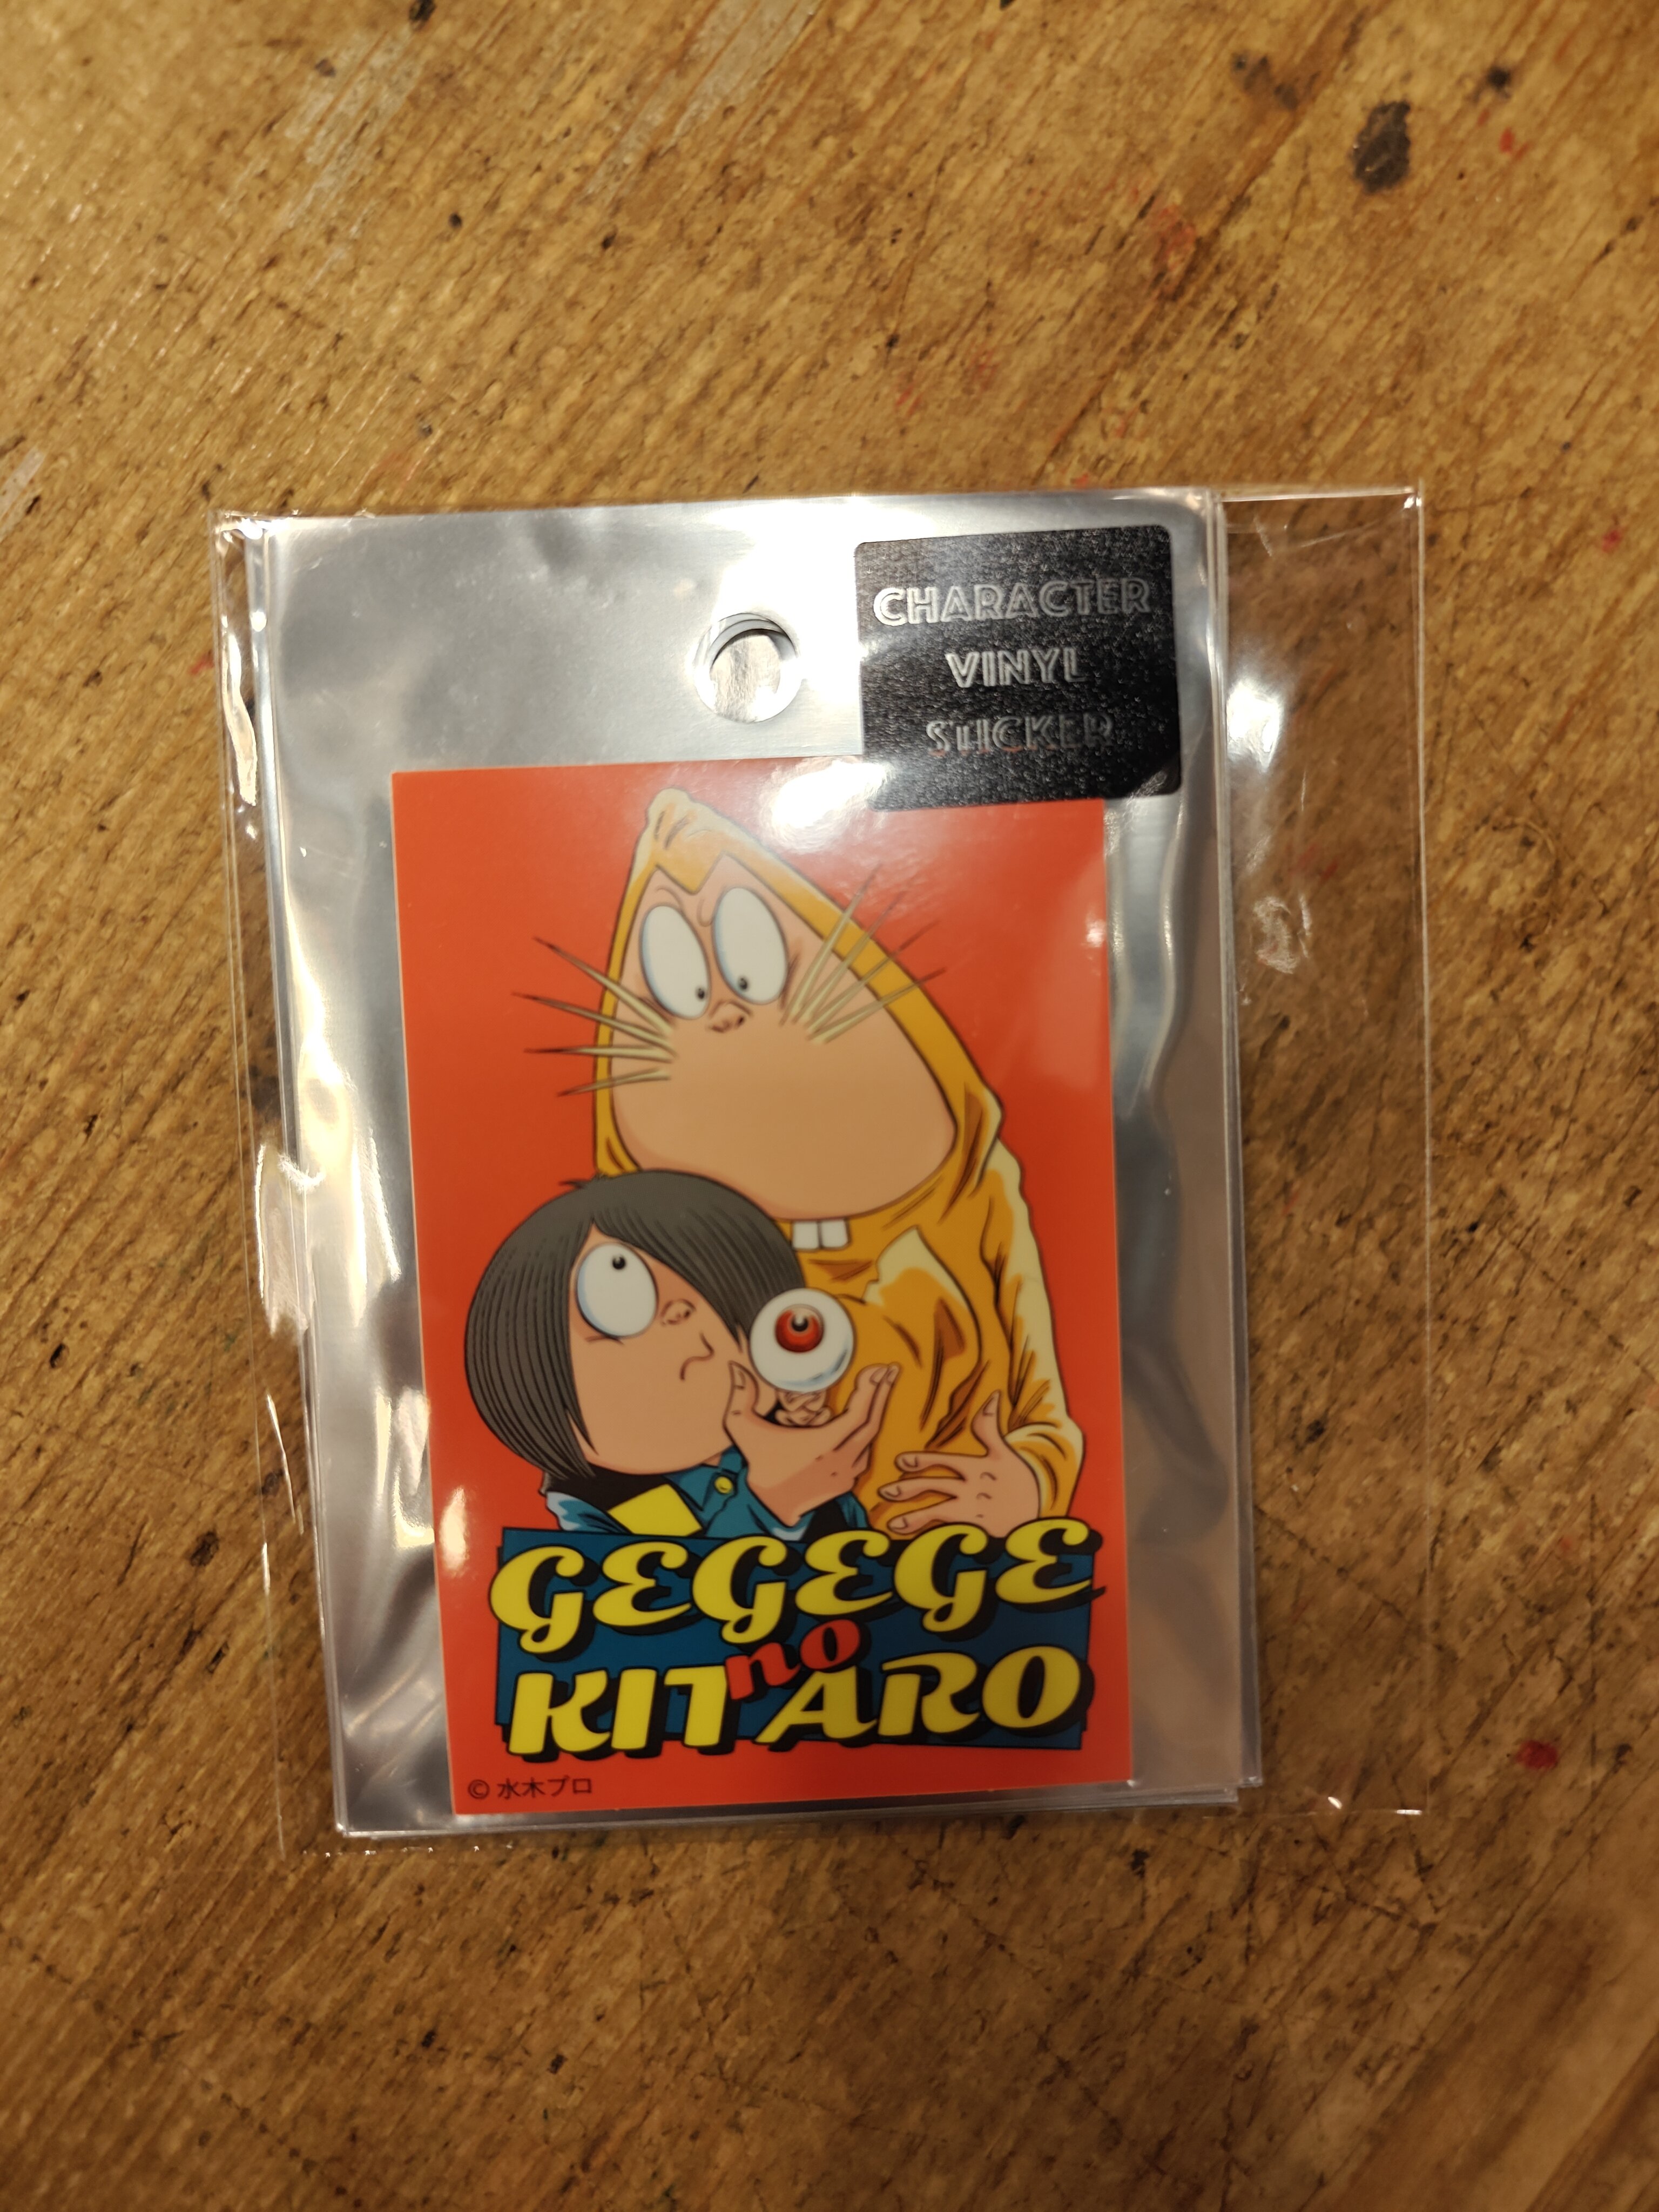 CHARACTER
VINYL
STICKER
GEGEGE
no
KITARO
© 水木プロ